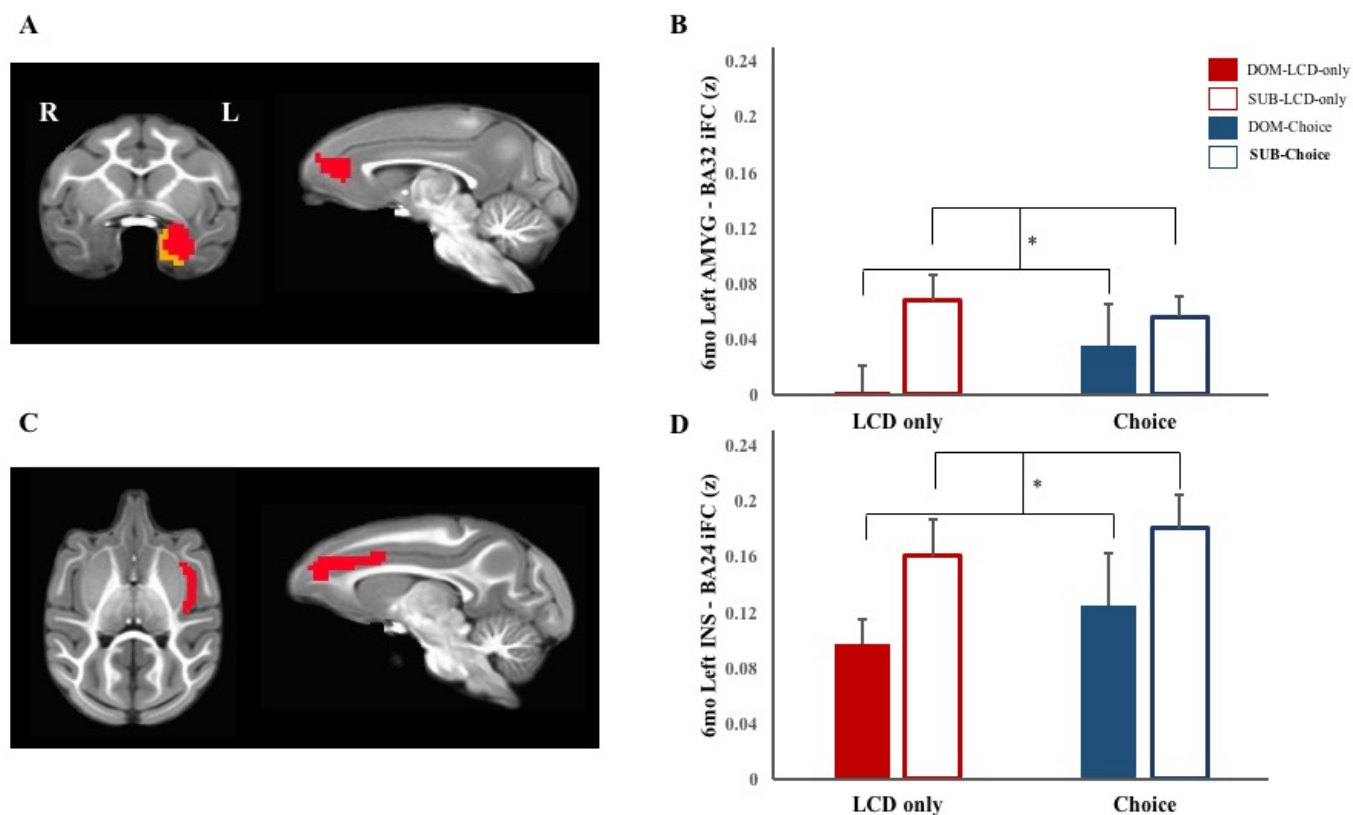 A
R
L
B
6mo Left AMYG - BA32 iFC (z)
0.24
0.2
0.16
0.12
0.08
0.04
0
*
DOM-LCD-only
SUB-LCD-only
DOM-Choice
SUB-Choice
LCD only
Choice
C
D
6mo Left INS - BA24 iFC (z)
0.24
0.2
0.16
0.12
0.08
0.04
0
*
LCD only
Choice